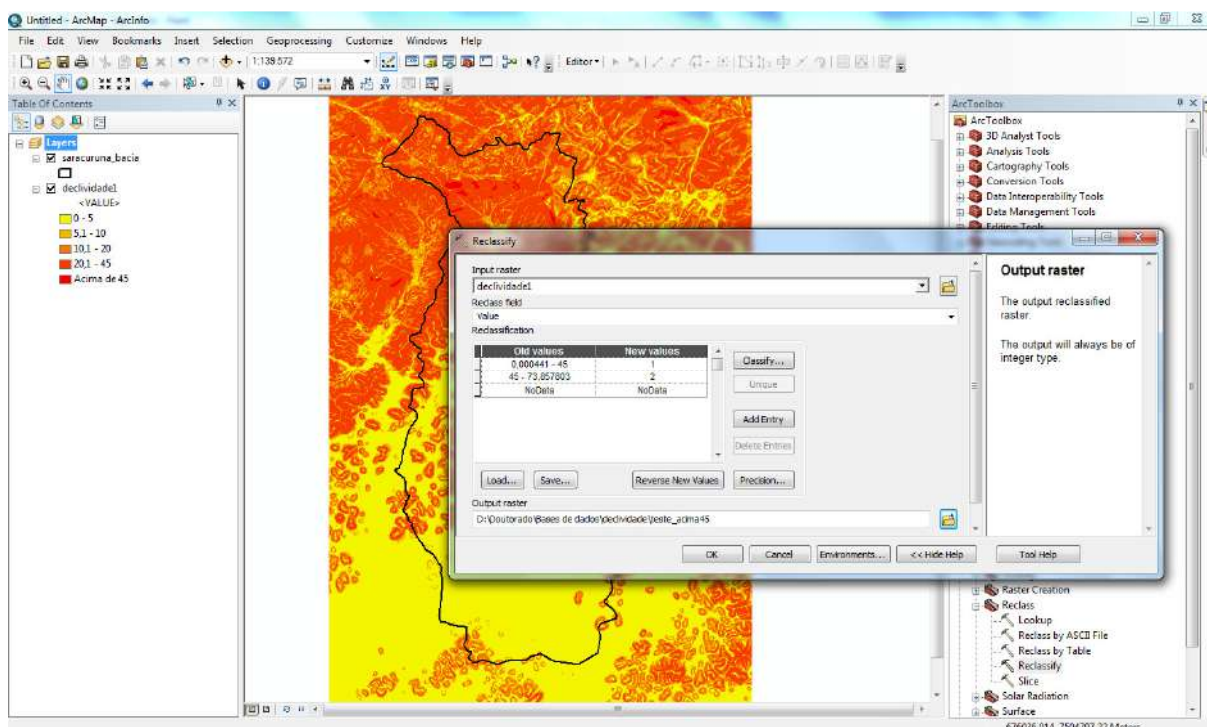 Untitled - ArcMap - ArcInfo
File Edit View Bookmarks Insert Selection Geoprocessing Customize Windows Help
1:139.572
Editor
Table Of Contents
Layers
saracuruna_bacia
declividade1
<VALUE>
0 - 5
5,1 - 10
10,1 - 20
20,1 - 45
Acima de 45
Reclassify
Input raster
declividade1
Reclass field
Value
Reclassification
Old values New values
0,000441 - 45 1
45 - 73,857803 2
NoData NoData
Classify...
Unique
Add Entry
Delete Entries
Load... Save... Reverse New Values Precision...
Output raster
D:\Doutorado\Bases de dados\declividade\teste_acima45
OK Cancel Environments... << Hide Help Tool Help
Output raster
The output reclassified
raster.
The output will always be of
integer type.
ArcToolbox
ArcToolbox
3D Analyst Tools
Analysis Tools
Cartography Tools
Conversion Tools
Data Interoperability Tools
Data Management Tools
Editing Tools
Raster Creation
Reclass
Lookup
Reclass by ASCII File
Reclass by Table
Reclassify
Slice
Solar Radiation
Surface